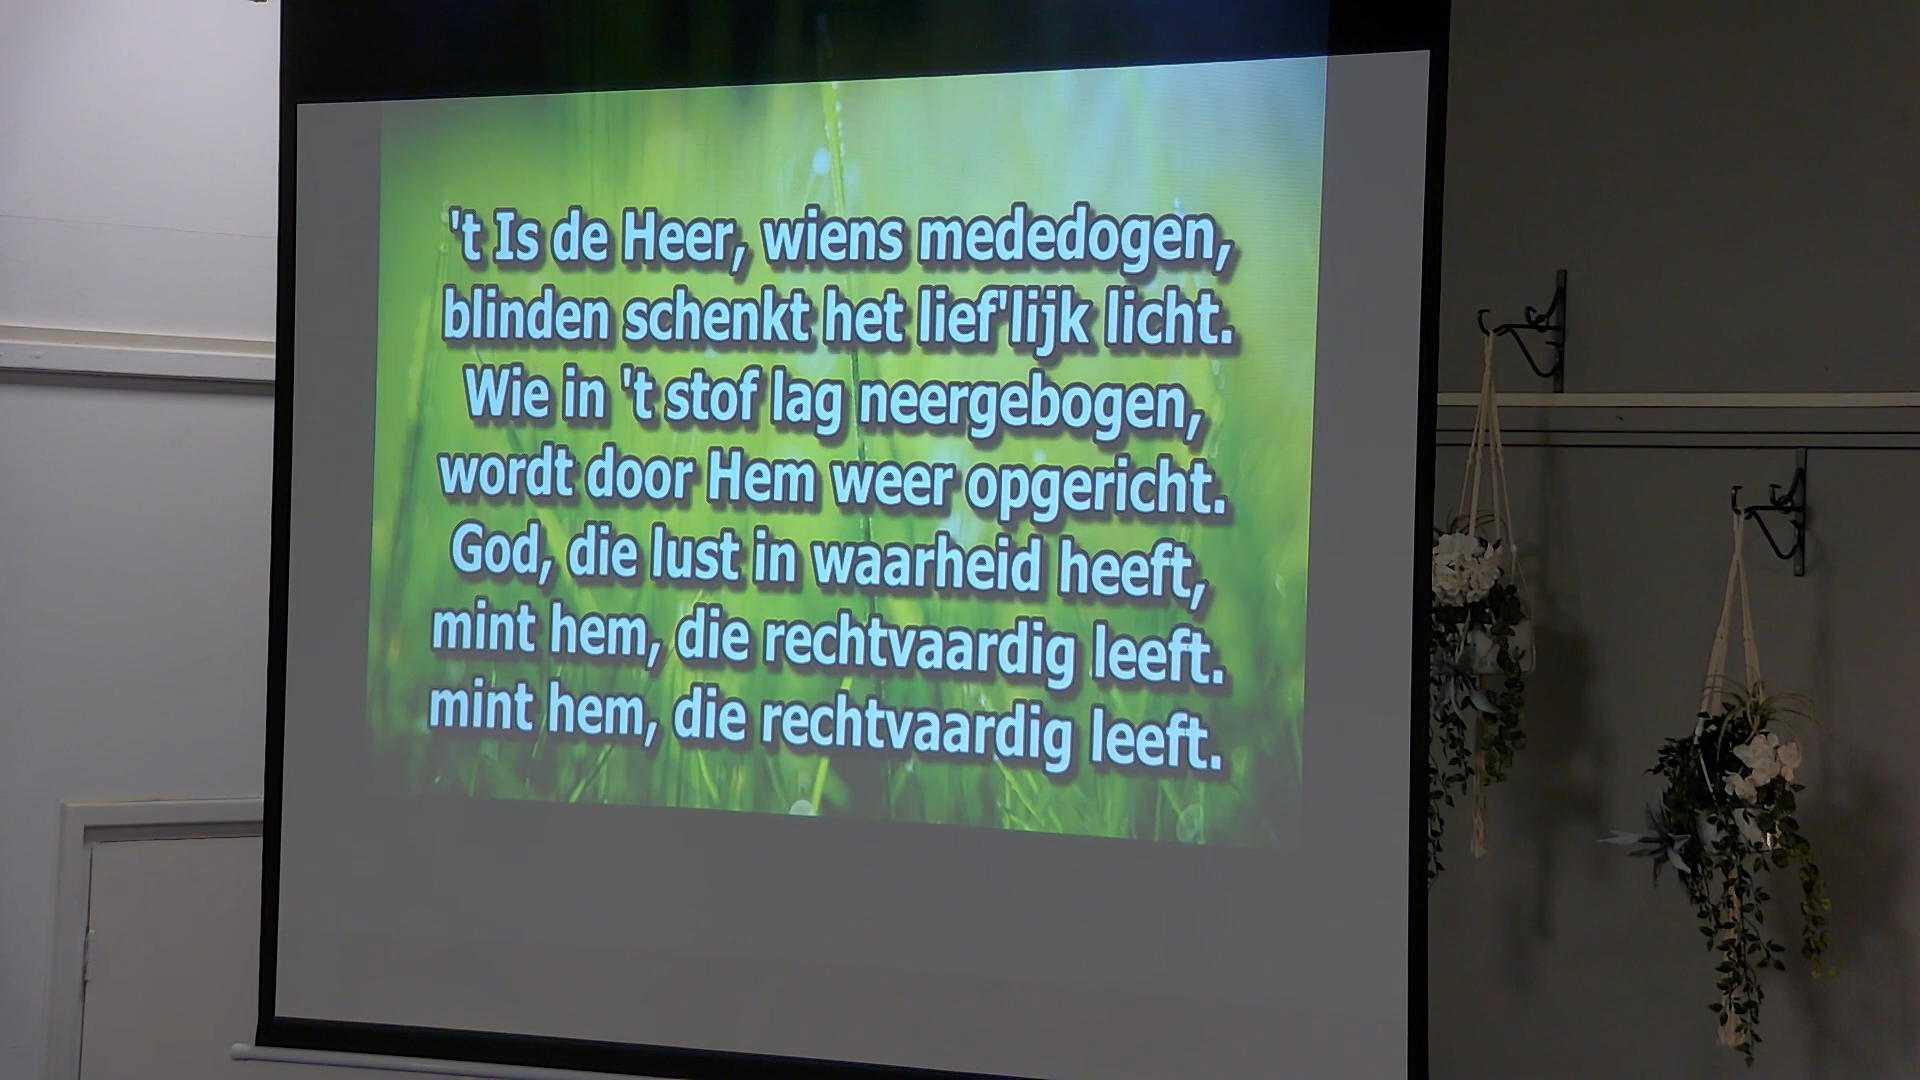 't Is de Heer, wiens mededogen,
blinden schenkt het lief'lijk licht.
Wie in 't stof lag neergebogen,
wordt door Hem weer opgericht.
God, die lust in waarheid heeft,
mint hem, die rechtvaardig leeft.
mint hem, die rechtvaardig leeft.